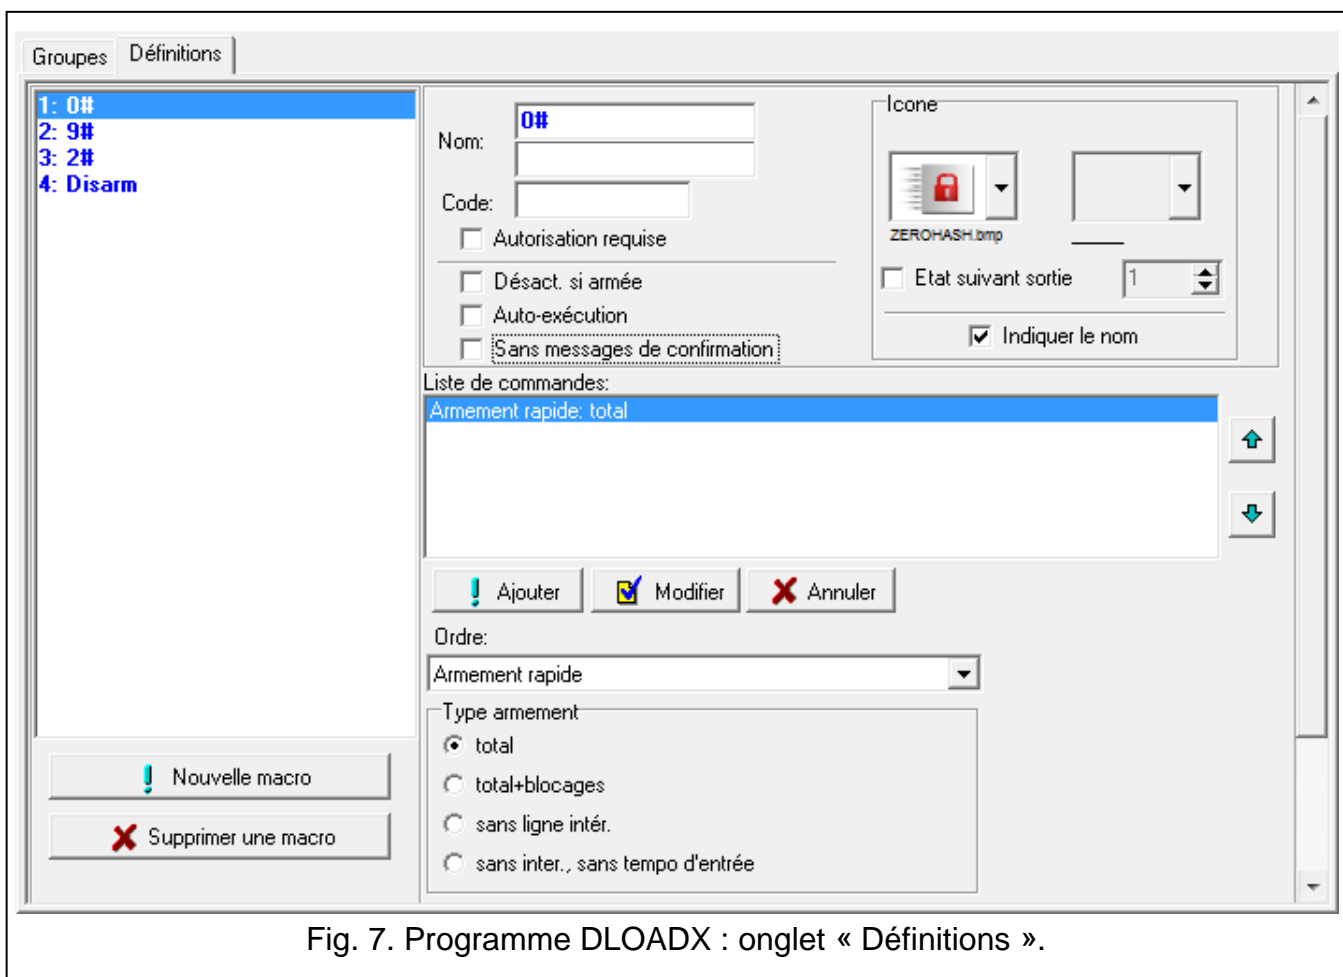 Groupes
Définitions
1: 0#
2: 9#
3: 2#
4: Disarm
Nouvelle macro
Supprimer une macro
Nom:
0#
Code:
Autorisation requise
Désact. si armée
Auto-exécution
Sans messages de confirmation
Icone
ZEROHASH.bmp
Etat suivant sortie
1
Indiquer le nom
Liste de commandes:
Armement rapide: total
Ajouter
Modifier
Annuler
Ordre:
Armement rapide
Type armement
total
total+blocages
sans ligne intér.
sans inter., sans tempo d'entrée
Fig. 7. Programme DLOADX : onglet « Définitions ».